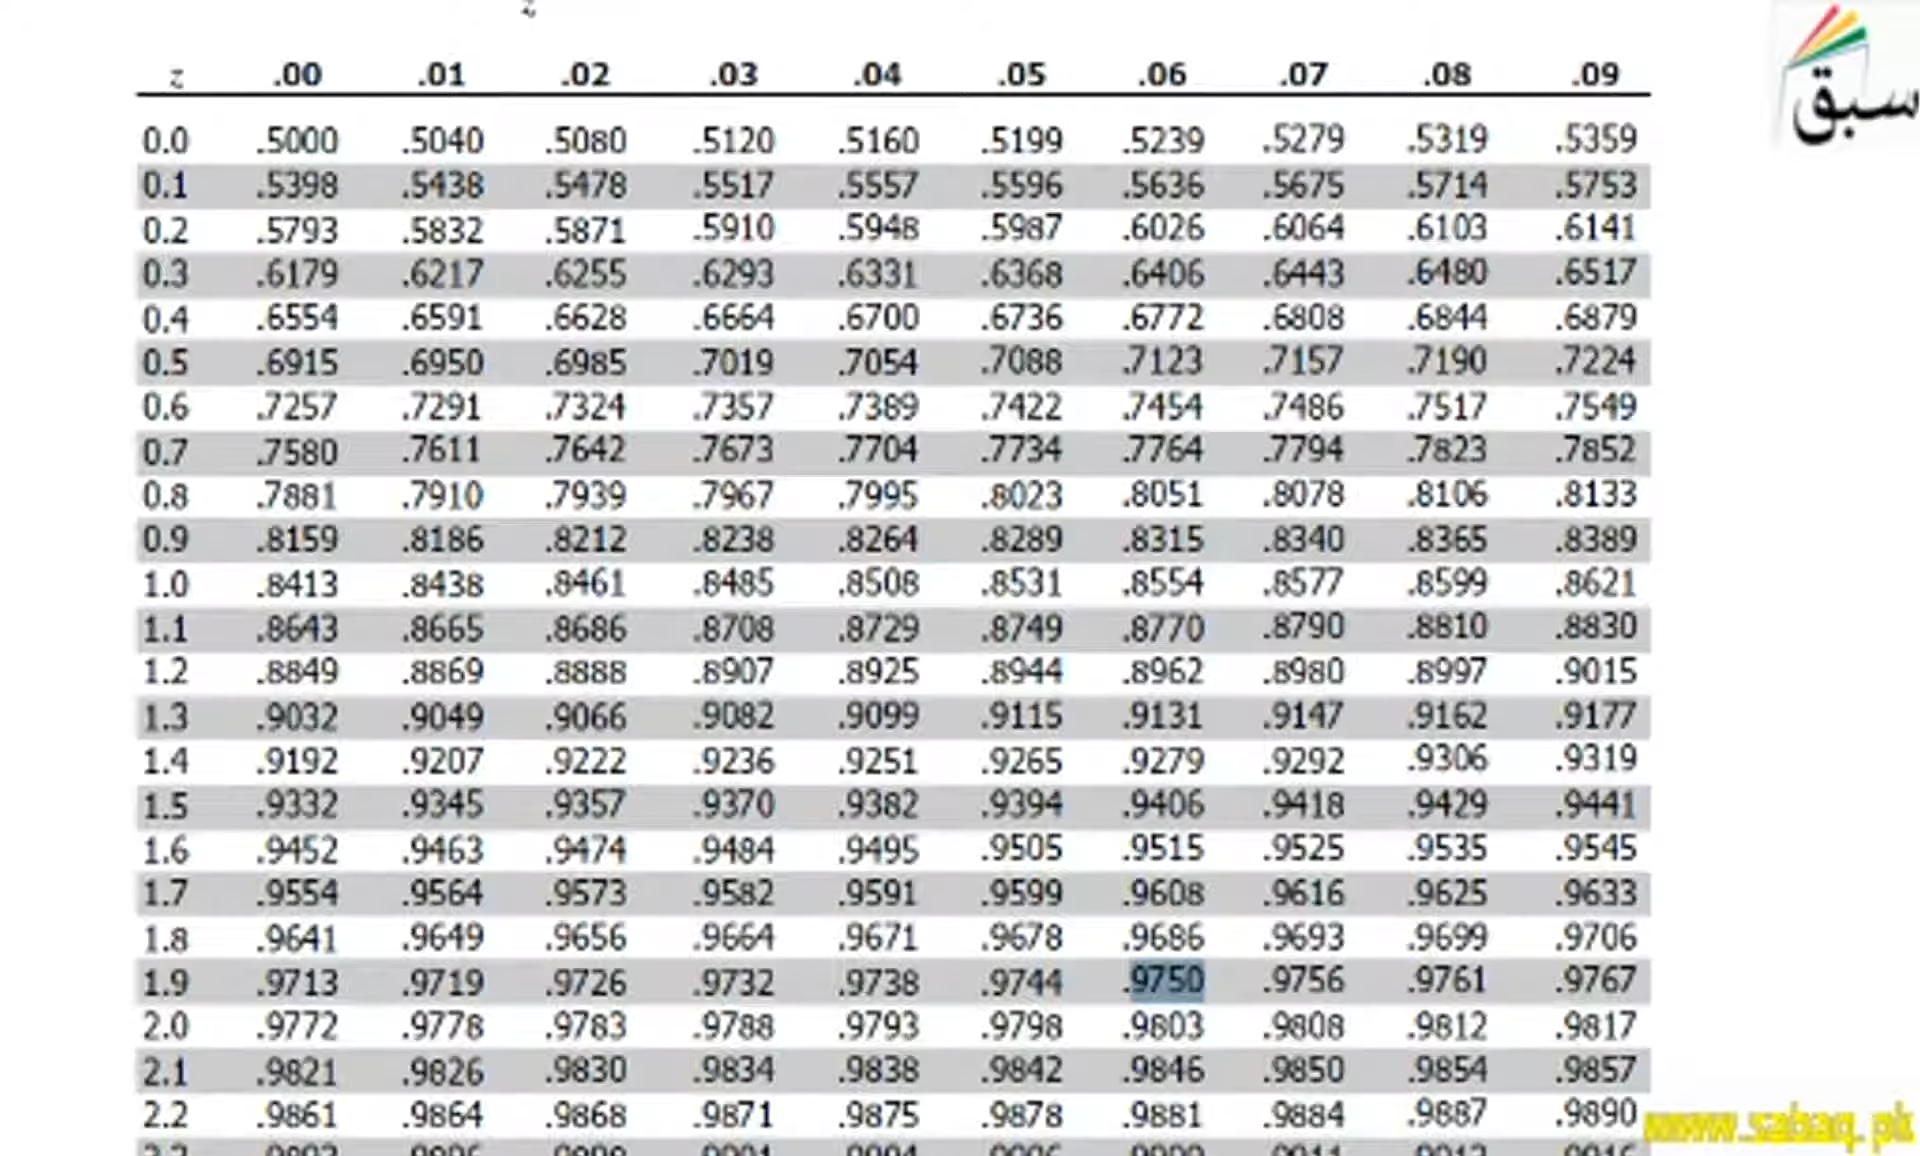 z
z .00 .01 .02 .03 .04 .05 .06 .07 .08 .09
سبق
0.0 .5000 .5040 .5080 .5120 .5160 .5199 .5239 .5279 .5319 .5359
0.1 .5398 .5438 .5478 .5517 .5557 .5596 .5636 .5675 .5714 .5753
0.2 .5793 .5832 .5871 .5910 .5948 .5987 .6026 .6064 .6103 .6141
0.3 .6179 .6217 .6255 .6293 .6331 .6368 .6406 .6443 .6480 .6517
0.4 .6554 .6591 .6628 .6664 .6700 .6736 .6772 .6808 .6844 .6879
0.5 .6915 .6950 .6985 .7019 .7054 .7088 .7123 .7157 .7190 .7224
0.6 .7257 .7291 .7324 .7357 .7389 .7422 .7454 .7486 .7517 .7549
0.7 .7580 .7611 .7642 .7673 .7704 .7734 .7764 .7794 .7823 .7852
0.8 .7881 .7910 .7939 .7967 .7995 .8023 .8051 .8078 .8106 .8133
0.9 .8159 .8186 .8212 .8238 .8264 .8289 .8315 .8340 .8365 .8389
1.0 .8413 .8438 .8461 .8485 .8508 .8531 .8554 .8577 .8599 .8621
1.1 .8643 .8665 .8686 .8708 .8729 .8749 .8770 .8790 .8810 .8830
1.2 .8849 .8869 .8888 .8907 .8925 .8944 .8962 .8980 .8997 .9015
1.3 .9032 .9049 .9066 .9082 .9099 .9115 .9131 .9147 .9162 .9177
1.4 .9192 .9207 .9222 .9236 .9251 .9265 .9279 .9292 .9306 .9319
1.5 .9332 .9345 .9357 .9370 .9382 .9394 .9406 .9418 .9429 .9441
1.6 .9452 .9463 .9474 .9484 .9495 .9505 .9515 .9525 .9535 .9545
1.7 .9554 .9564 .9573 .9582 .9591 .9599 .9608 .9616 .9625 .9633
1.8 .9641 .9649 .9656 .9664 .9671 .9678 .9686 .9693 .9699 .9706
1.9 .9713 .9719 .9726 .9732 .9738 .9744 .9750 .9756 .9761 .9767
2.0 .9772 .9778 .9783 .9788 .9793 .9798 .9803 .9808 .9812 .9817
2.1 .9821 .9826 .9830 .9834 .9838 .9842 .9846 .9850 .9854 .9857
2.2 .9861 .9864 .9868 .9871 .9875 .9878 .9881 .9884 .9887 .9890
www.sabaq.pk